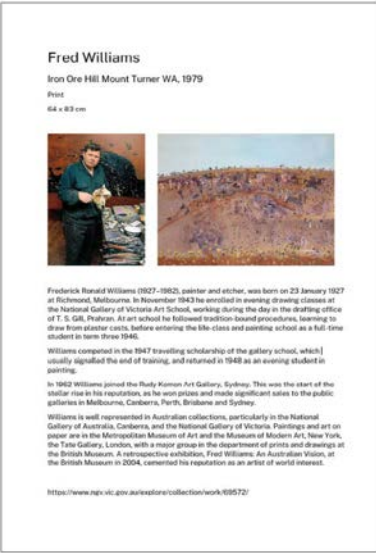 Fred Williams
Iron Ore Hill Mount Turner WA, 1979
Print
64 x 83 cm
Frederick Ronald Williams (1927–1982), painter and etcher, was born on 23 January 1927
at Richmond, Melbourne. In November 1943 he enrolled in evening drawing classes at
the National Gallery of Victoria Art School, working during the day in the drafting office
of T. S. Gill, Prahran. At art school he followed tradition-bound procedures, learning to
draw from plaster casts, before entering the life-class and painting school as a full-time
student in term three 1946.
Williams competed in the 1947 travelling scholarship of the gallery school, which
usually signalled the end of training, and returned in 1948 as an evening student in
painting.
In 1962 Williams joined the Rudy Komon Art Gallery, Sydney. This was the start of the
stellar rise in his reputation, as he won prizes and made significant sales to the public
galleries in Melbourne, Canberra, Perth, Brisbane and Sydney.
Williams is well represented in Australian collections, particularly in the National
Gallery of Australia, Canberra, and the National Gallery of Victoria. Paintings and art on
paper are in the Metropolitan Museum of Art and the Museum of Modern Art, New York,
the Tate Gallery, London, with a major group in the department of prints and drawings at
the British Museum. A retrospective exhibition, Fred Williams: An Australian Vision, at
the British Museum in 2004, cemented his reputation as an artist of world interest.
https://www.ngv.vic.gov.au/explore/collection/work/69572/